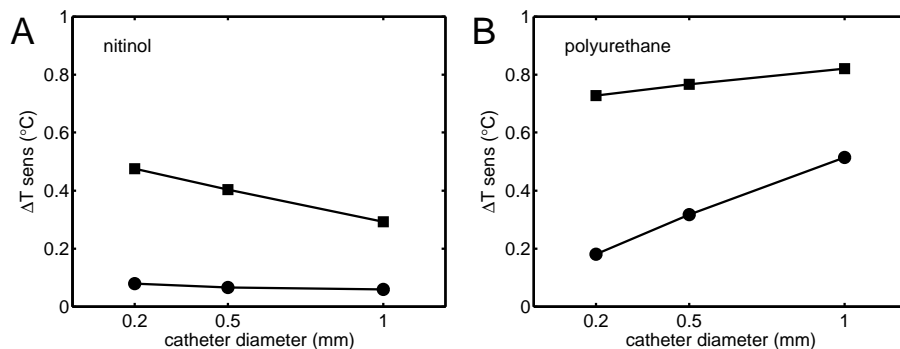 A
nitinol
1
0.8
0.6
0.4
0.2
0
ΔT sens (°C)
0.2 0.5 1
catheter diameter (mm)
B
polyurethane
1
0.8
0.6
0.4
0.2
0
ΔT sens (°C)
0.2 0.5 1
catheter diameter (mm)